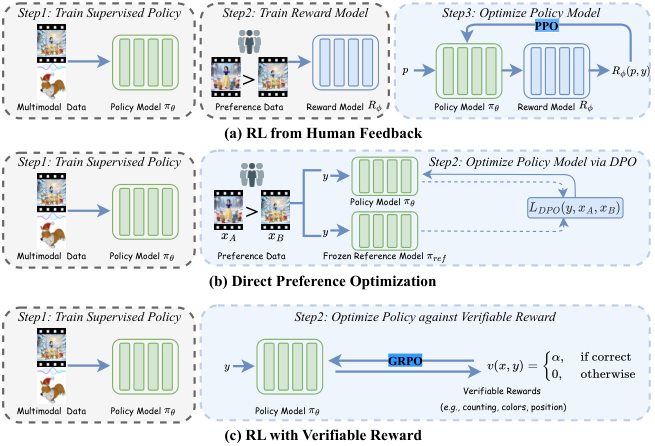 Step1: Train Supervised Policy
Multimodal Data
Policy Model π_θ
Step2: Train Reward Model
>
Preference Data
Reward Model R_ϕ
Step3: Optimize Policy Model
PPO
p
R_ϕ(p, y)
Policy Model π_θ
Reward Model R_ϕ
(a) RL from Human Feedback
Step1: Train Supervised Policy
Multimodal Data
Policy Model π_θ
Step2: Optimize Policy Model via DPO
>
x_A
x_B
Preference Data
y
Policy Model π_θ
y
Frozen Reference Model π_ref
L_DPO(y, x_A, x_B)
(b) Direct Preference Optimization
Step1: Train Supervised Policy
Multimodal Data
Policy Model π_θ
Step2: Optimize Policy against Verifiable Reward
y
Policy Model π_θ
GRPO
v(x, y) = { α, if correct
0, otherwise
Verifiable Rewards
(e.g., counting, colors, position)
(c) RL with Verifiable Reward